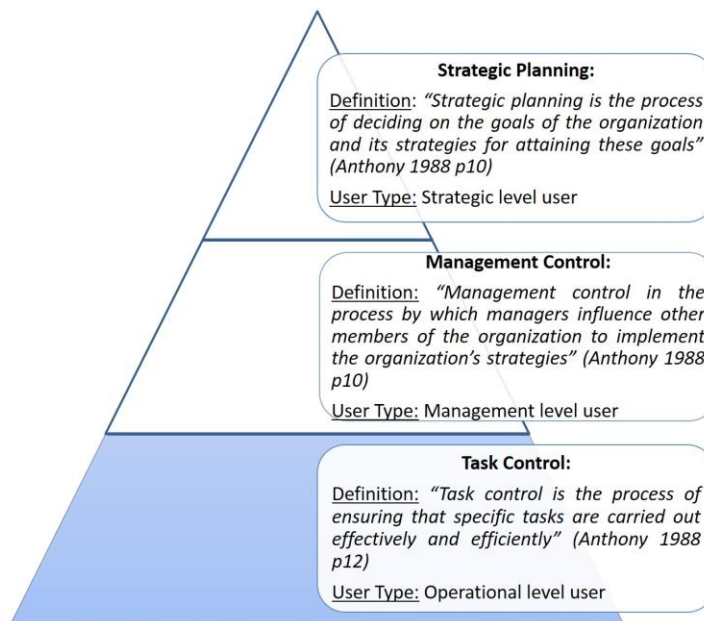 Strategic Planning:
Definition: “Strategic planning is the process
of deciding on the goals of the organization
and its strategies for attaining these goals”
(Anthony 1988 p10)
User Type: Strategic level user
Management Control:
Definition: “Management control in the
process by which managers influence other
members of the organization to implement
the organization’s strategies” (Anthony 1988
p10)
User Type: Management level user
Task Control:
Definition: “Task control is the process of
ensuring that specific tasks are carried out
effectively and efficiently” (Anthony 1988
p12)
User Type: Operational level user